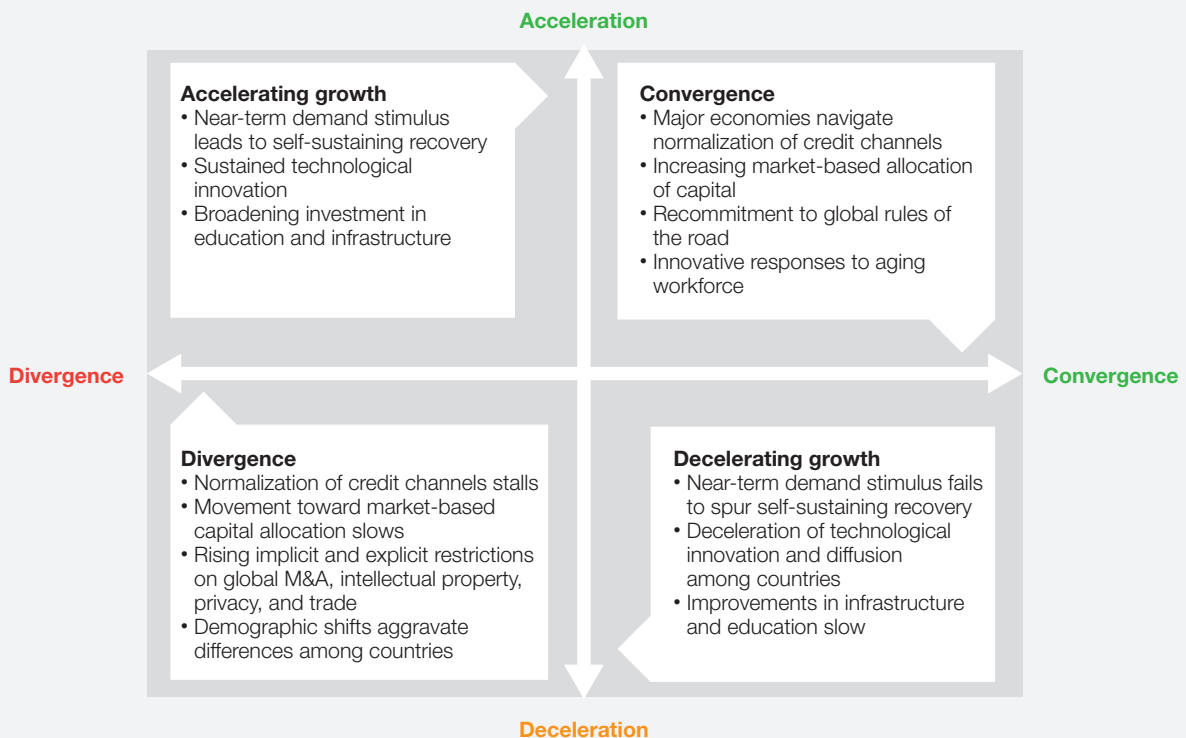 Acceleration
Accelerating growth
• Near-term demand stimulus
leads to self-sustaining recovery
• Sustained technological
innovation
• Broadening investment in
education and infrastructure
Convergence
• Major economies navigate
normalization of credit channels
• Increasing market-based allocation
of capital
• Recommitment to global rules of
the road
• Innovative responses to aging
workforce
Divergence
Convergence
Divergence
• Normalization of credit channels stalls
• Movement toward market-based
capital allocation slows
• Rising implicit and explicit restrictions
on global M&A, intellectual property,
privacy, and trade
• Demographic shifts aggravate
differences among countries
Decelerating growth
• Near-term demand stimulus fails
to spur self-sustaining recovery
• Deceleration of technological
innovation and diffusion
among countries
• Improvements in infrastructure
and education slow
Deceleration